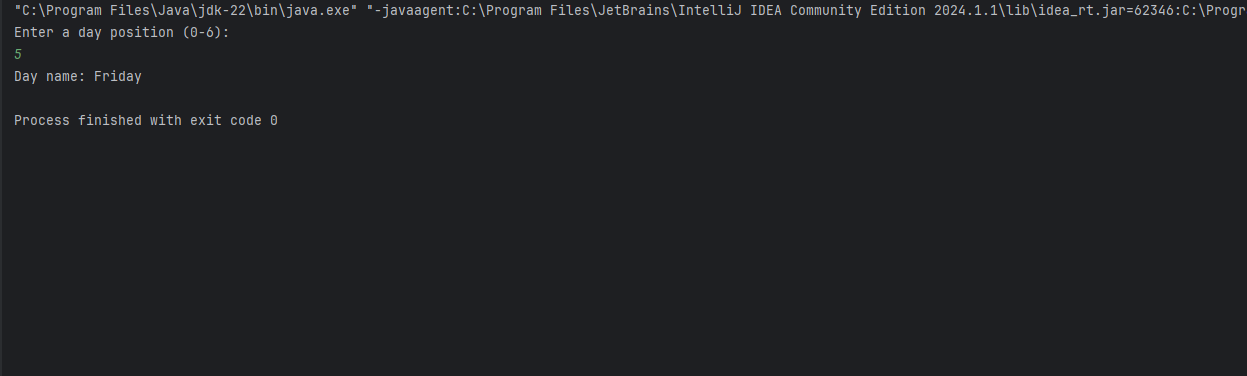 "C:\Program Files\Java\jdk-22\bin\java.exe" "-javaagent:C:\Program Files\JetBrains\IntelliJ IDEA Community Edition 2024.1.1\lib\idea_rt.jar=62346:C:\Progr
Enter a day position (0-6):
5
Day name: Friday
Process finished with exit code 0